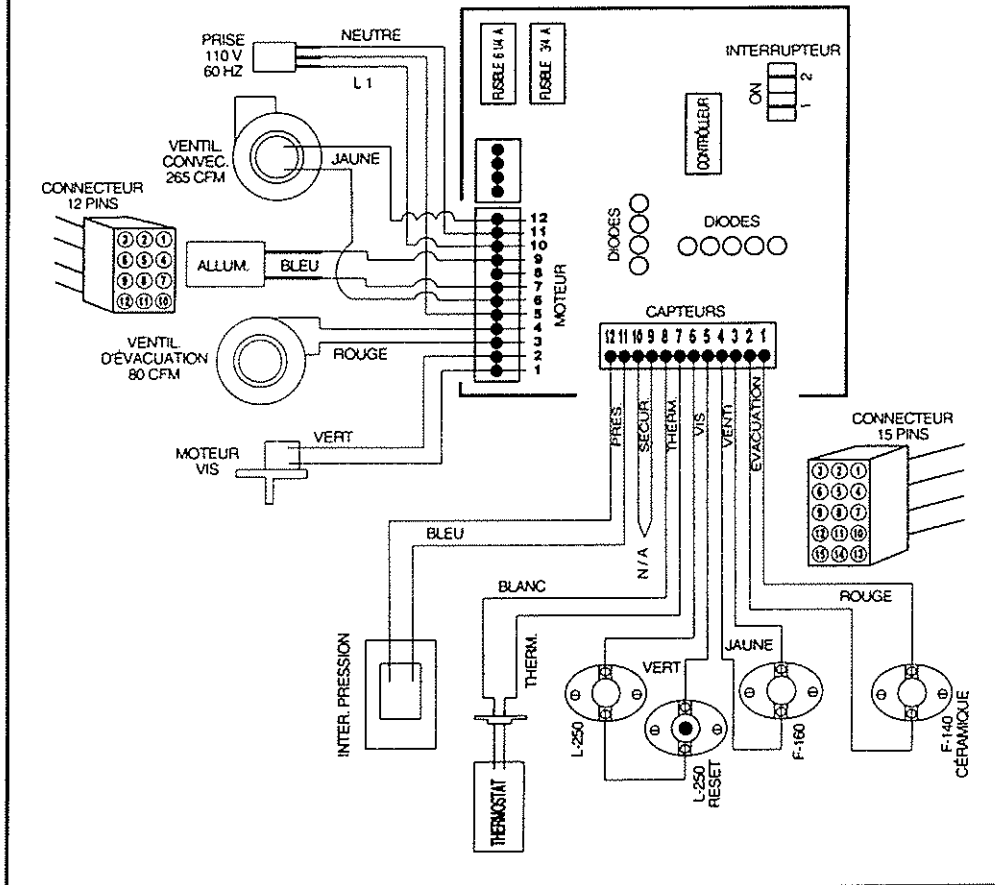 PRISE
110 V
60 HZ
NEUTRE
L 1
FUSIBLE 6 1/4 A
FUSIBLE 3/4 A
INTERRUPTEUR
ON
1 2
CONTRÔLEUR
VENTIL.
CONVEC.
265 CFM
JAUNE
CONNECTEUR
12 PINS
3 2 1
6 5 4
9 8 7
12 11 10
ALLUM.
BLEU
12
11
10
9
8
7
6
5
4
3
2
1
MOTEUR
DIODES
DIODES
VENTIL.
D'ÉVACUATION
80 CFM
ROUGE
MOTEUR
VIS
VERT
CAPTEURS
12 11 10 9 8 7 6 5 4 3 2 1
PRES.
SECUR.
THERM.
VIS
VENTI
EVACUATION
CONNECTEUR
15 PINS
3 2 1
6 5 4
9 8 7
12 11 10
15 14 13
BLEU
N/A
BLANC
THERM.
VERT
JAUNE
ROUGE
INTER. PRESSION
THERMOSTAT
L-250
L-250
RESET
F-160
F-140
CÉRAMIQUE